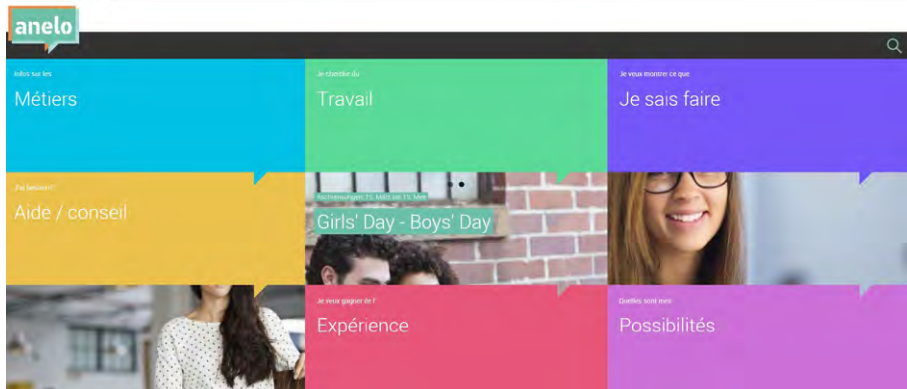 anelo
Infos sur les
Métiers
Je cherche du
Travail
Je veux montrer ce que
Je sais faire
J'ai besoin d'
Aide / conseil
Girls' Day - Boys' Day
Je veux gagner de l'
Expérience
Quelles sont mes
Possibilités